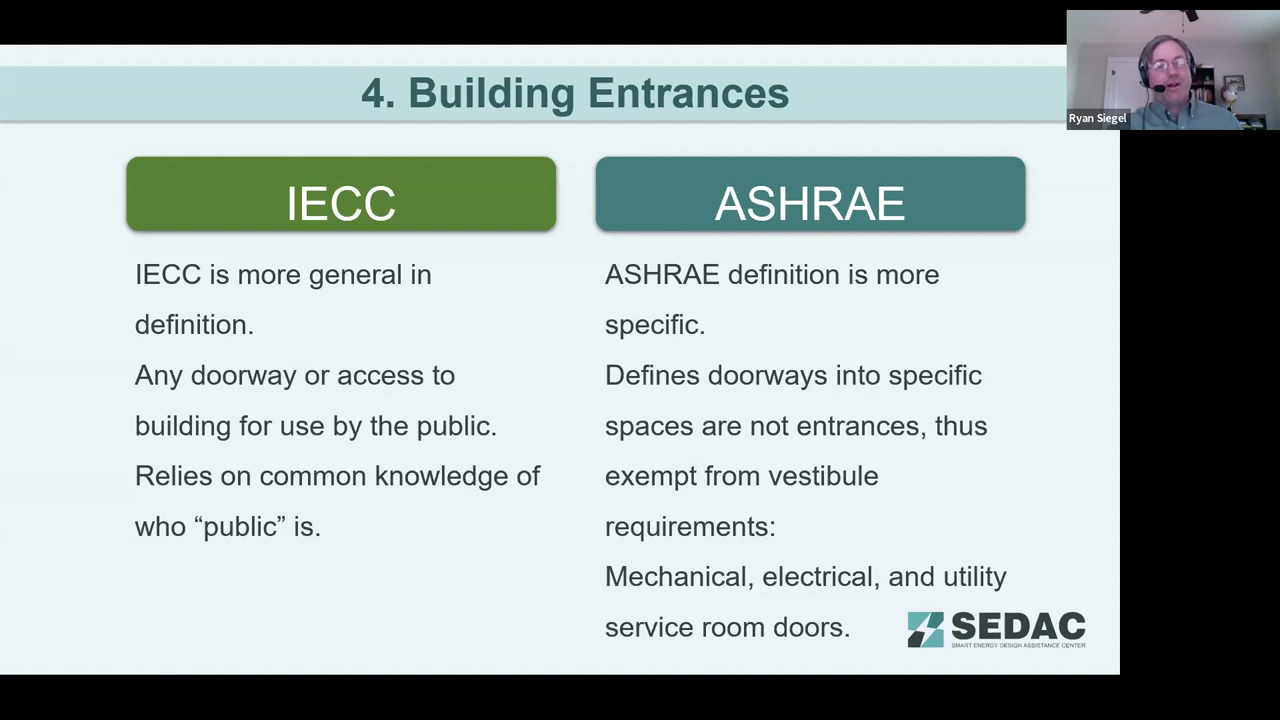 4. Building Entrances
Ryan Siegel
IECC
IECC is more general in
definition.
Any doorway or access to
building for use by the public.
Relies on common knowledge of
who “public” is.
ASHRAE
ASHRAE definition is more
specific.
Defines doorways into specific
spaces are not entrances, thus
exempt from vestibule
requirements:
Mechanical, electrical, and utility
service room doors.
SEDAC
SMART ENERGY DESIGN ASSISTANCE CENTER